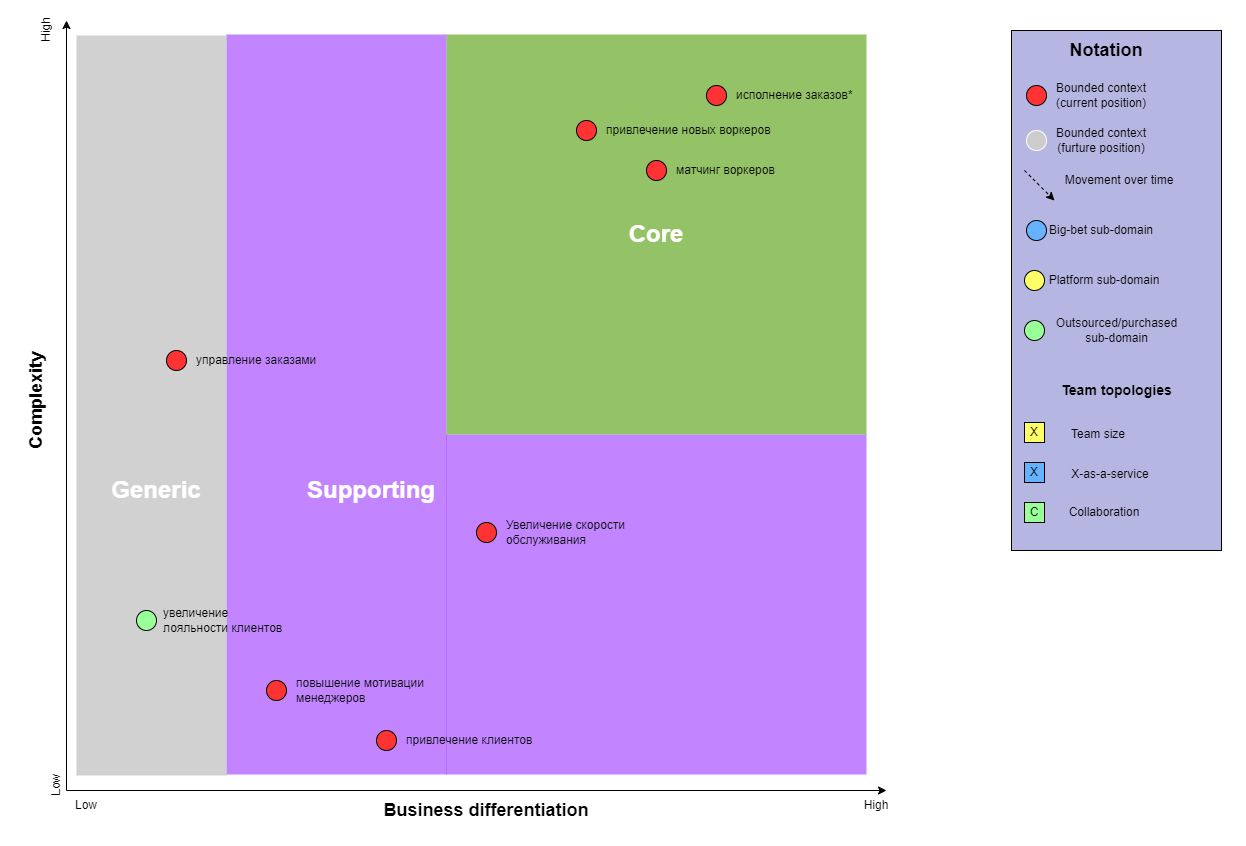 High
исполнение заказов*
привлечение новых воркеров
матчинг воркеров
Core
управление заказами
Complexity
Generic
Supporting
Увеличение скорости
обслуживания
увеличение
лояльности клиентов
повышение мотивации
менеджеров
привлечение клиентов
Low
Low
Business differentiation
High
Notation
Bounded context
(current position)
Bounded context
(furture position)
Movement over time
Big-bet sub-domain
Platform sub-domain
Outsourced/purchased
sub-domain
Team topologies
X Team size
X X-as-a-service
C Collaboration